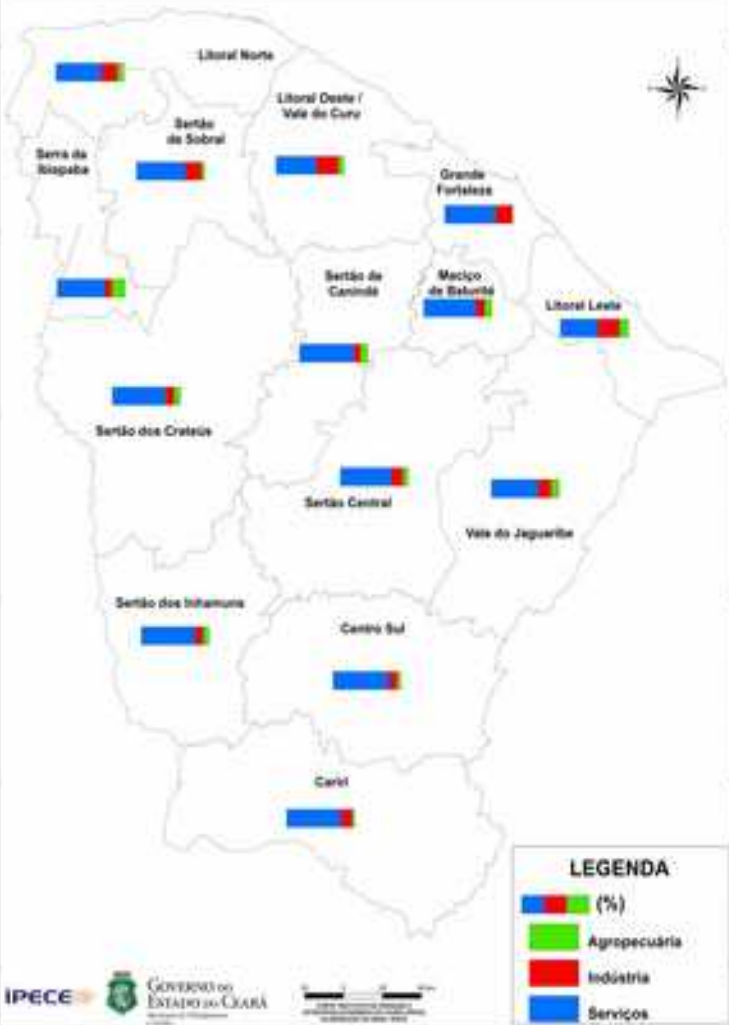 Litoral Norte
Litoral Oeste /
Vale do Curu
Sertão
de Sobral
Serra da
Ibiapaba
Grande
Fortaleza
Sertão de
Canindé
Maciço
de Baturité
Litoral Leste
Sertão dos Crateús
Sertão Central
Vale do Jaguaribe
Sertão dos Inhamuns
Centro Sul
Cariri
LEGENDA
(%)
Agropecuária
Indústria
Serviços
IPECE
GOVERNO DO
ESTADO DO CEARÁ